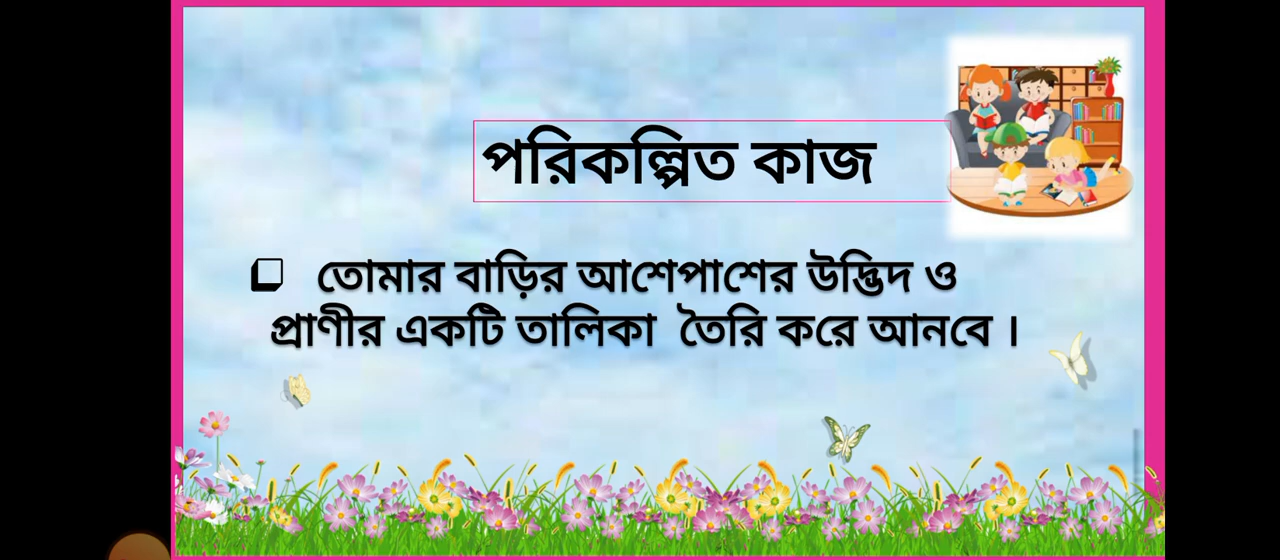 পরিকল্পিত কাজ
তোমার বাড়ির আশেপাশের উদ্ভিদ ও
প্রাণীর একটি তালিকা তৈরি করে আনবে ।